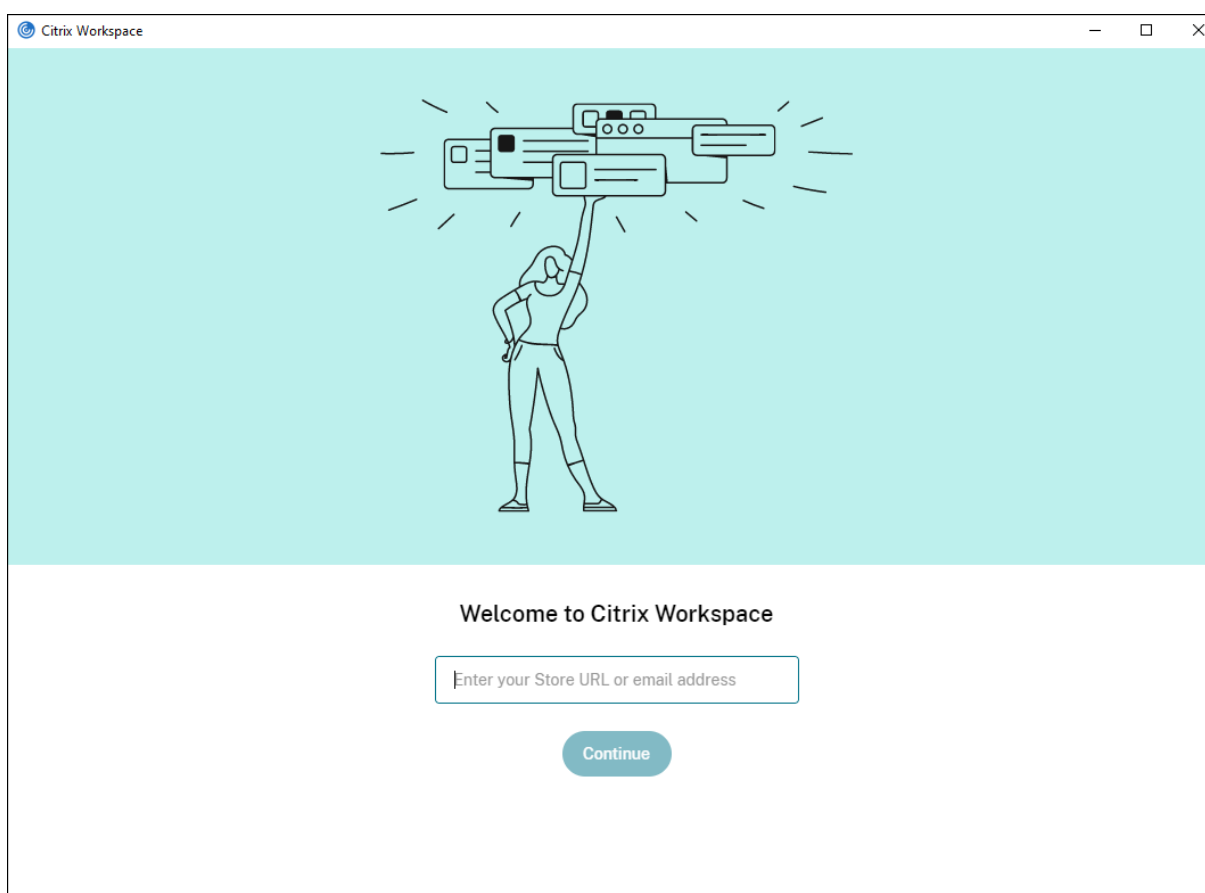 Citrix Workspace
Welcome to Citrix Workspace
Enter your Store URL or email address
Continue